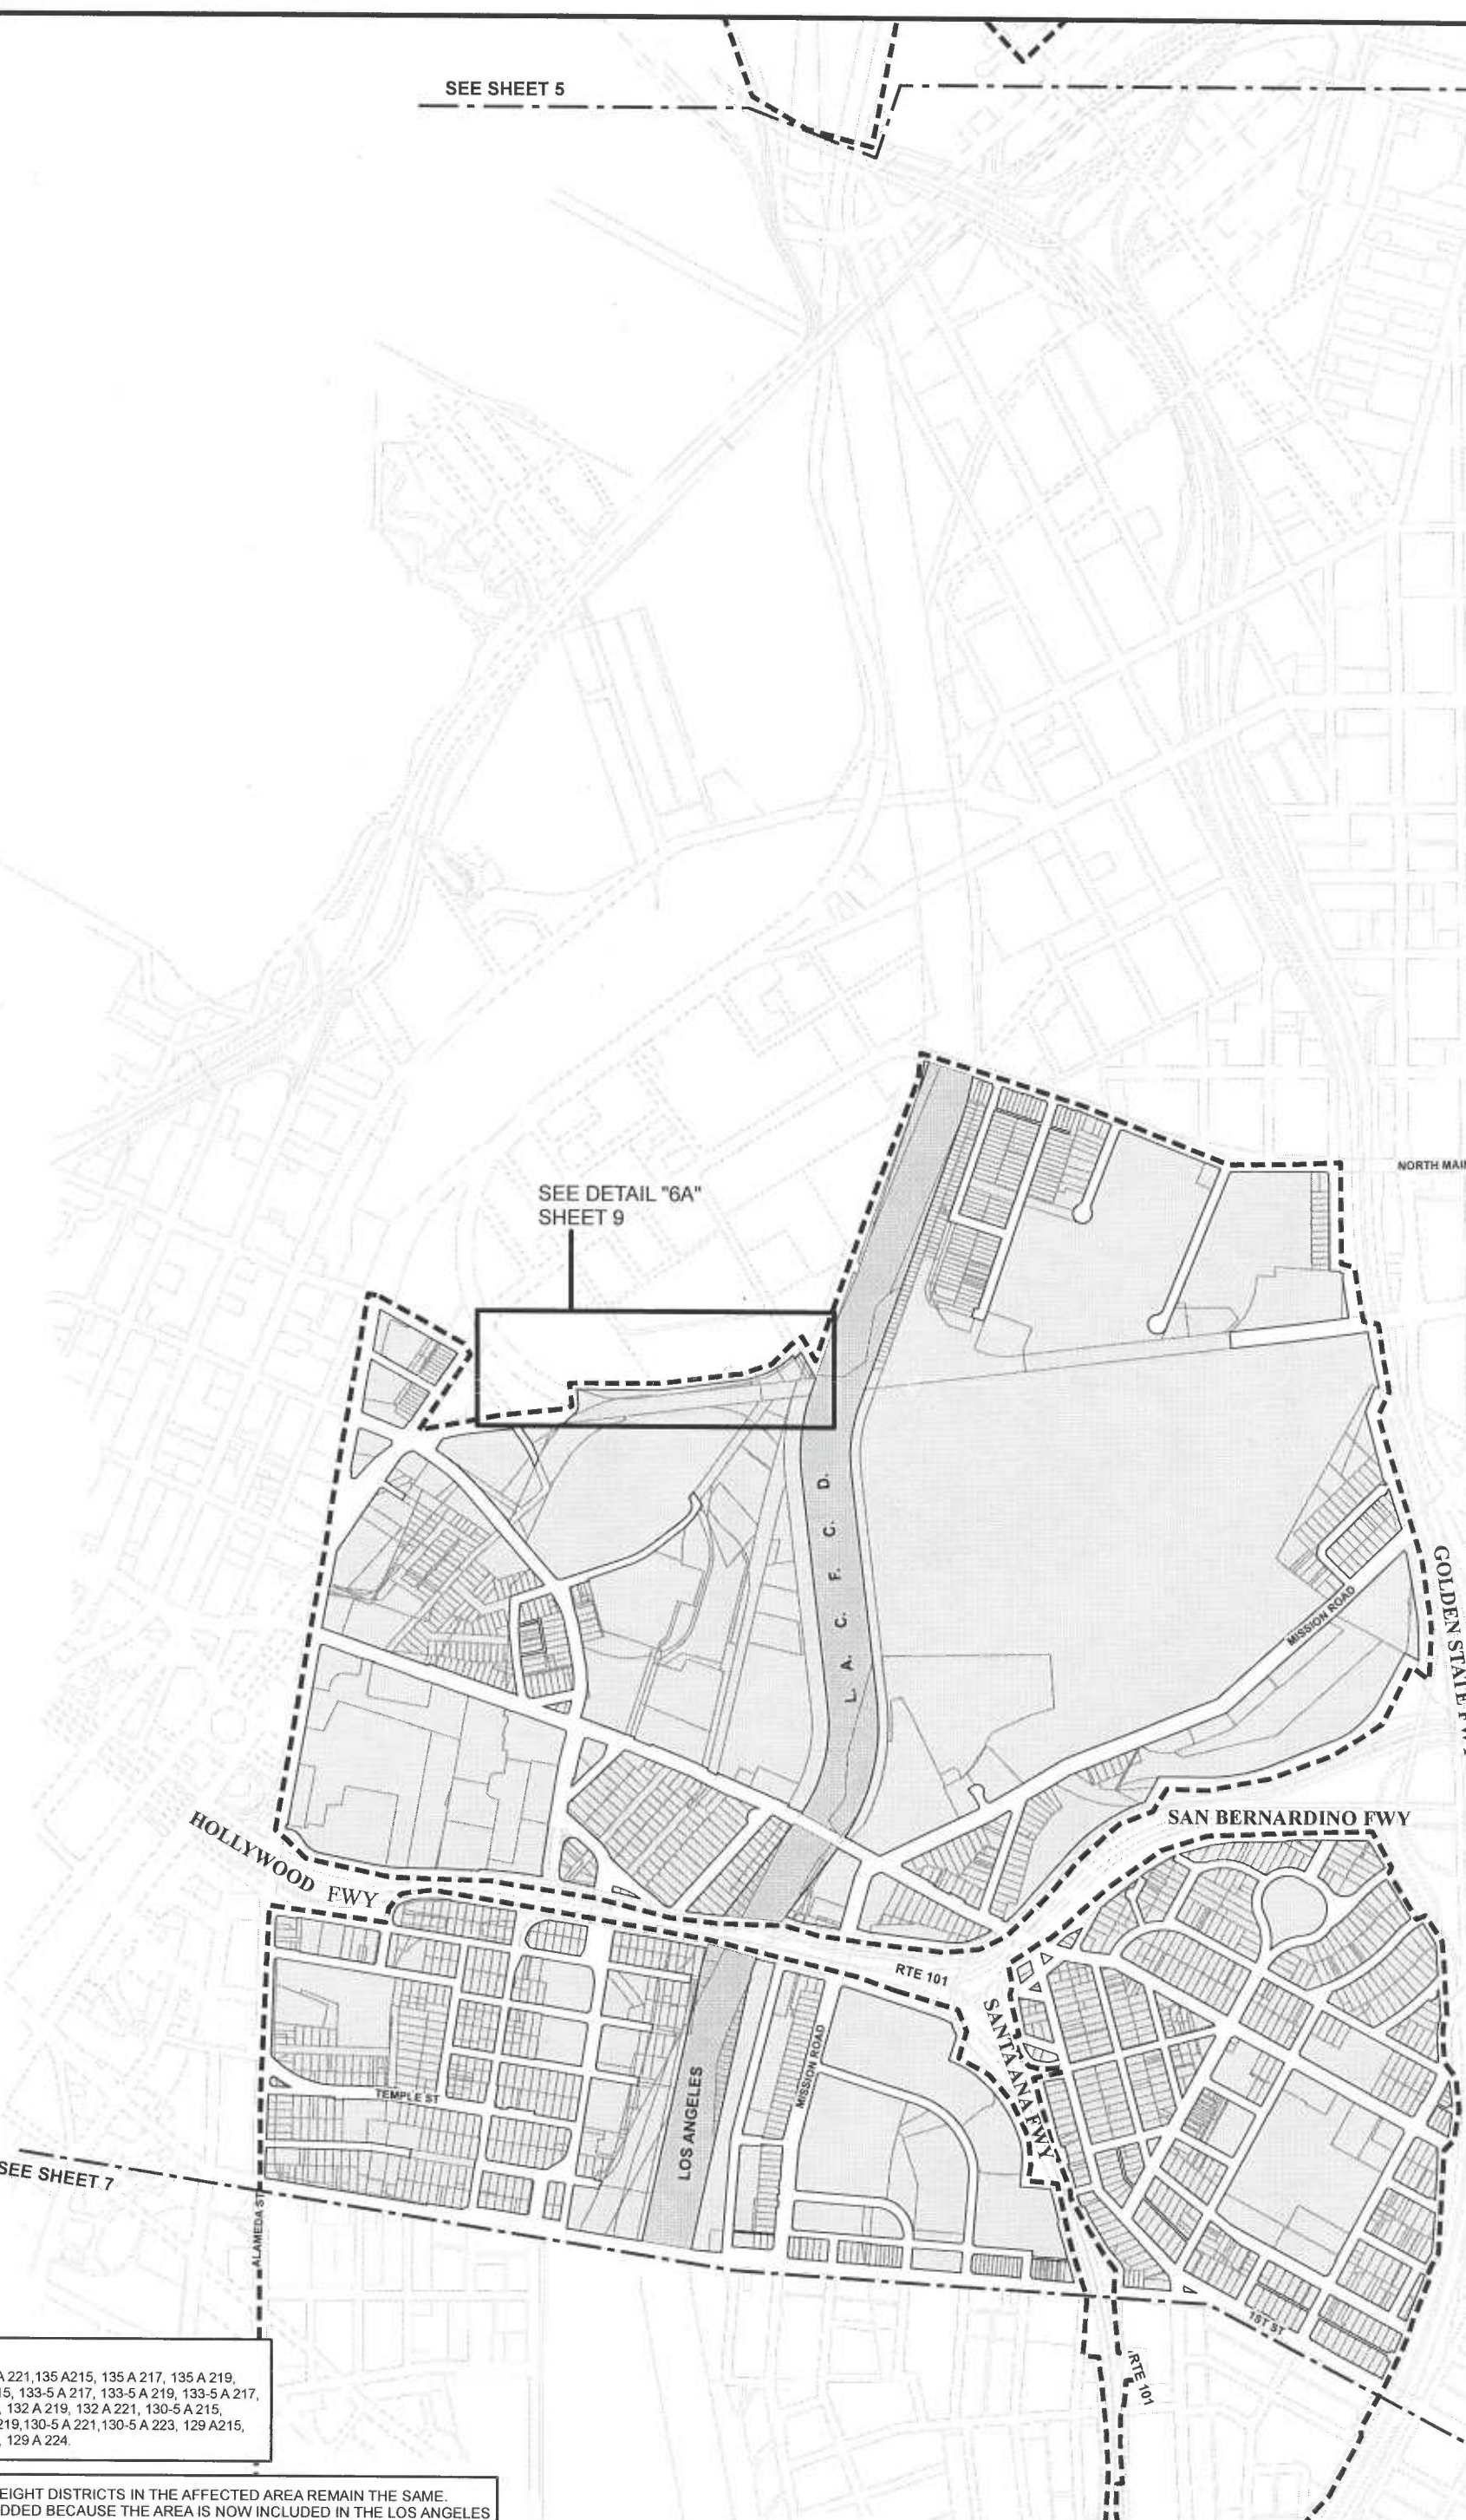 SEE SHEET 5
NORTH MAI
SEE DETAIL "6A"
SHEET 9
L. A. C. F. C. D.
GOLDEN STATE FWY
MISSION ROAD
SAN BERNARDINO FWY
HOLLYWOOD FWY
RTE 101
SANTA ANA FWY
MISSION ROAD
TEMPLE ST
LOS ANGELES
SEE SHEET 7
ALAMEDA ST
1ST ST
RTE 101
A 221,135 A215, 135 A 217, 135 A 219,
15, 133-5 A 217, 133-5 A 219, 133-5 A 217,
, 132 A 219, 132 A 221, 130-5 A 215,
219,130-5 A 221,130-5 A 223, 129 A215,
, 129 A 224.
EIGHT DISTRICTS IN THE AFFECTED AREA REMAIN THE SAME.
DDED BECAUSE THE AREA IS NOW INCLUDED IN THE LOS ANGELES